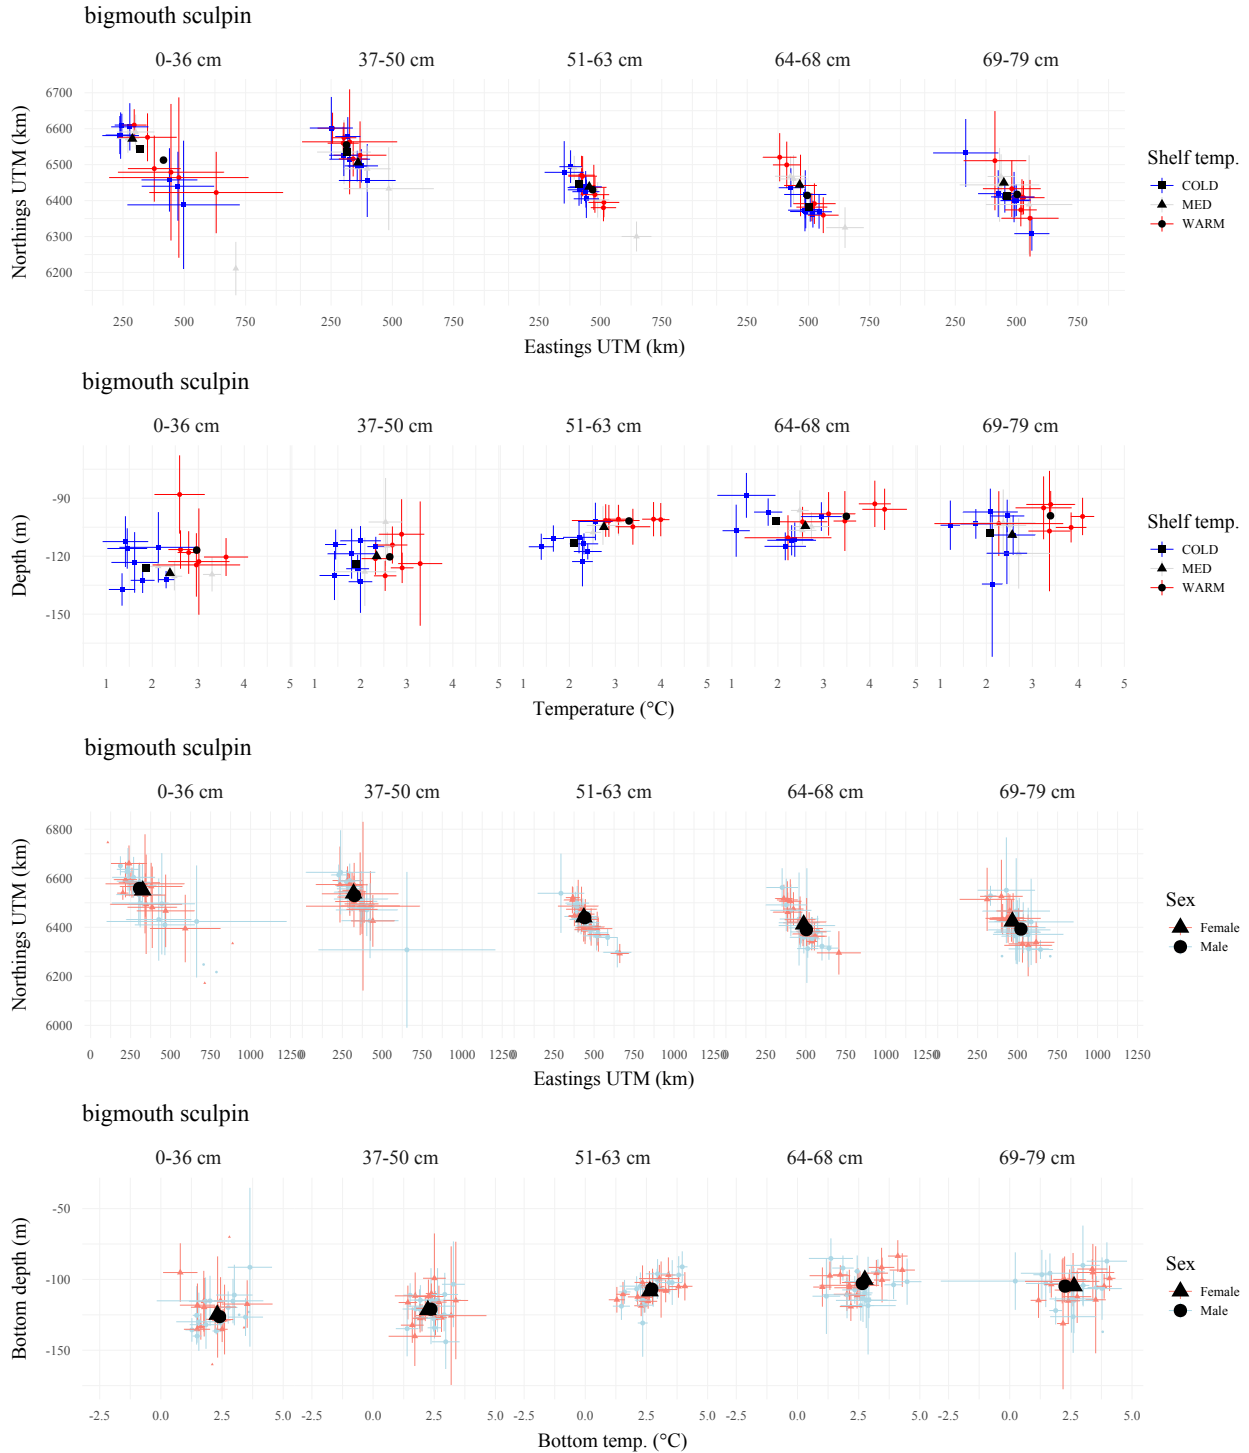 bigmouth sculpin
0-36 cm 37-50 cm 51-63 cm 64-68 cm 69-79 cm
Northings UTM (km)
6700
6600
6500
6400
6300
6200
250 500 750 250 500 750 250 500 750 250 500 750 250 500 750
Eastings UTM (km)
Shelf temp.
COLD
MED
WARM
bigmouth sculpin
0-36 cm 37-50 cm 51-63 cm 64-68 cm 69-79 cm
Depth (m)
-90
-120
-150
1 2 3 4 5 1 2 3 4 5 1 2 3 4 5 1 2 3 4 5 1 2 3 4 5
Temperature (°C)
Shelf temp.
COLD
MED
WARM
bigmouth sculpin
0-36 cm 37-50 cm 51-63 cm 64-68 cm 69-79 cm
Northings UTM (km)
6800
6600
6400
6200
6000
0 250 500 750 1000 1250 0 250 500 750 1000 1250 0 250 500 750 1000 1250 0 250 500 750 1000 1250 0 250 500 750 1000 1250
Eastings UTM (km)
Sex
Female
Male
bigmouth sculpin
0-36 cm 37-50 cm 51-63 cm 64-68 cm 69-79 cm
Bottom depth (m)
-50
-100
-150
-2.5 0.0 2.5 5.0 -2.5 0.0 2.5 5.0 -2.5 0.0 2.5 5.0 -2.5 0.0 2.5 5.0 -2.5 0.0 2.5 5.0
Bottom temp. (°C)
Sex
Female
Male